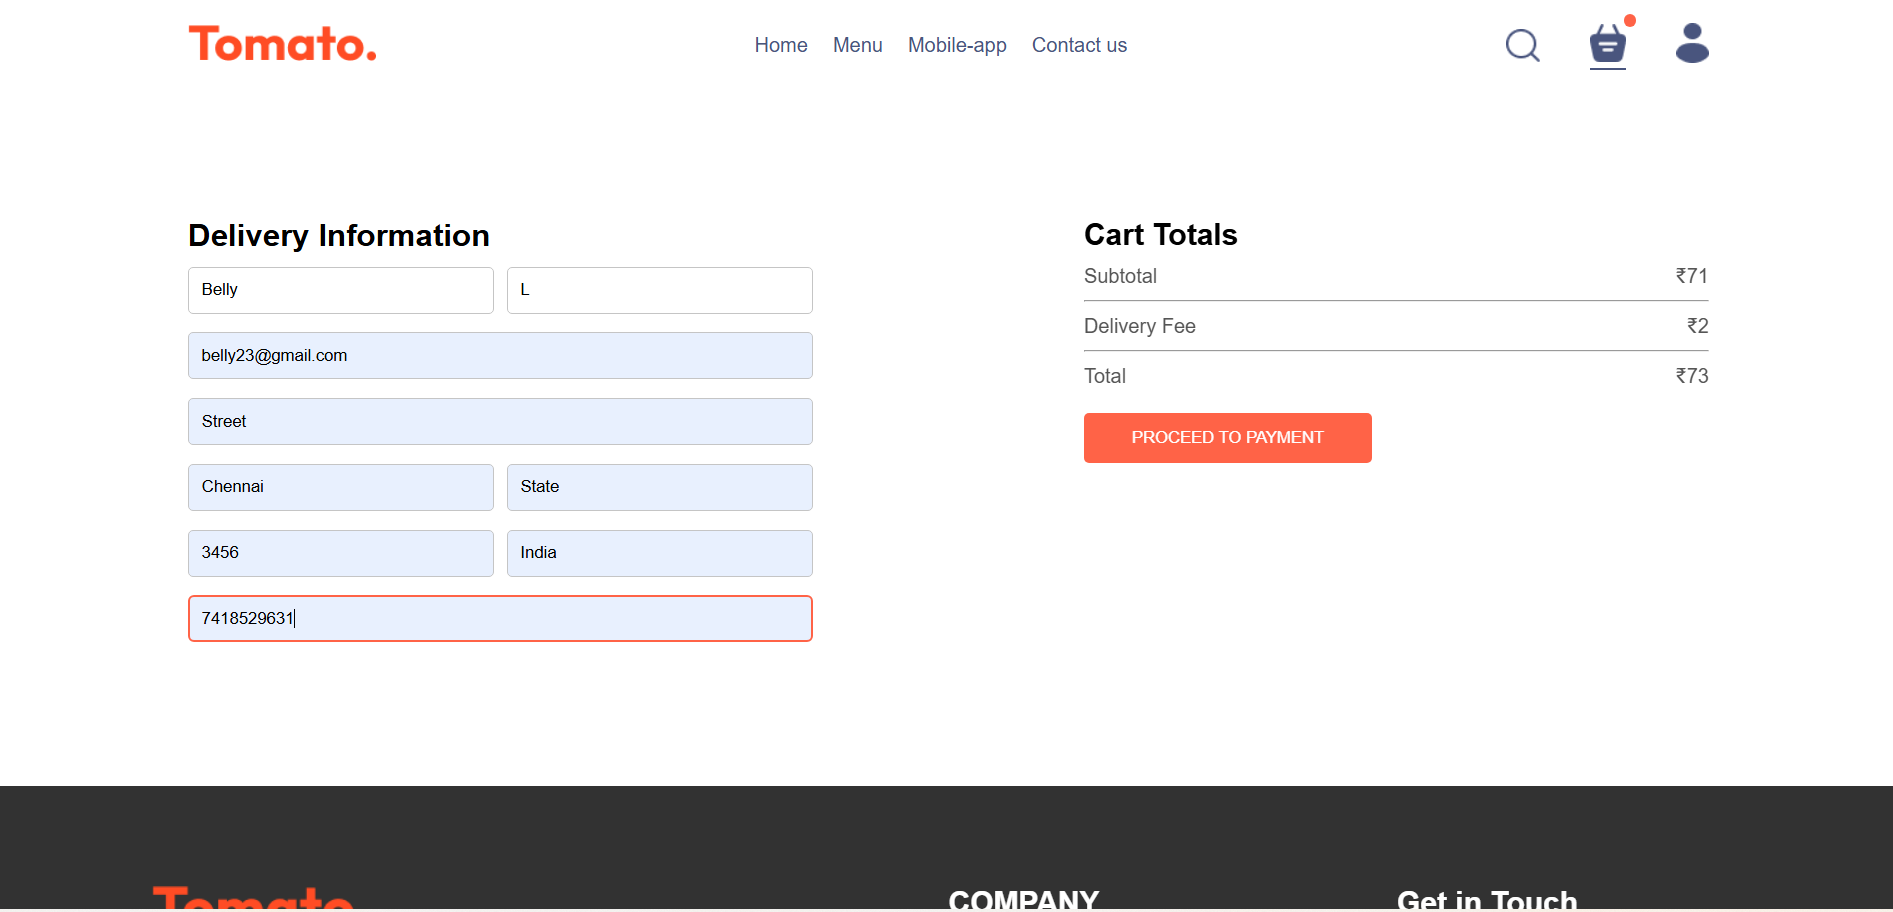 Tomato.
Home Menu Mobile-app Contact us
Delivery Information
Belly L
belly23@gmail.com
Street
Chennai State
3456 India
7418529631
Cart Totals
Subtotal ₹71
Delivery Fee ₹2
Total ₹73
PROCEED TO PAYMENT
Tomato.
COMPANY
Get in Touch